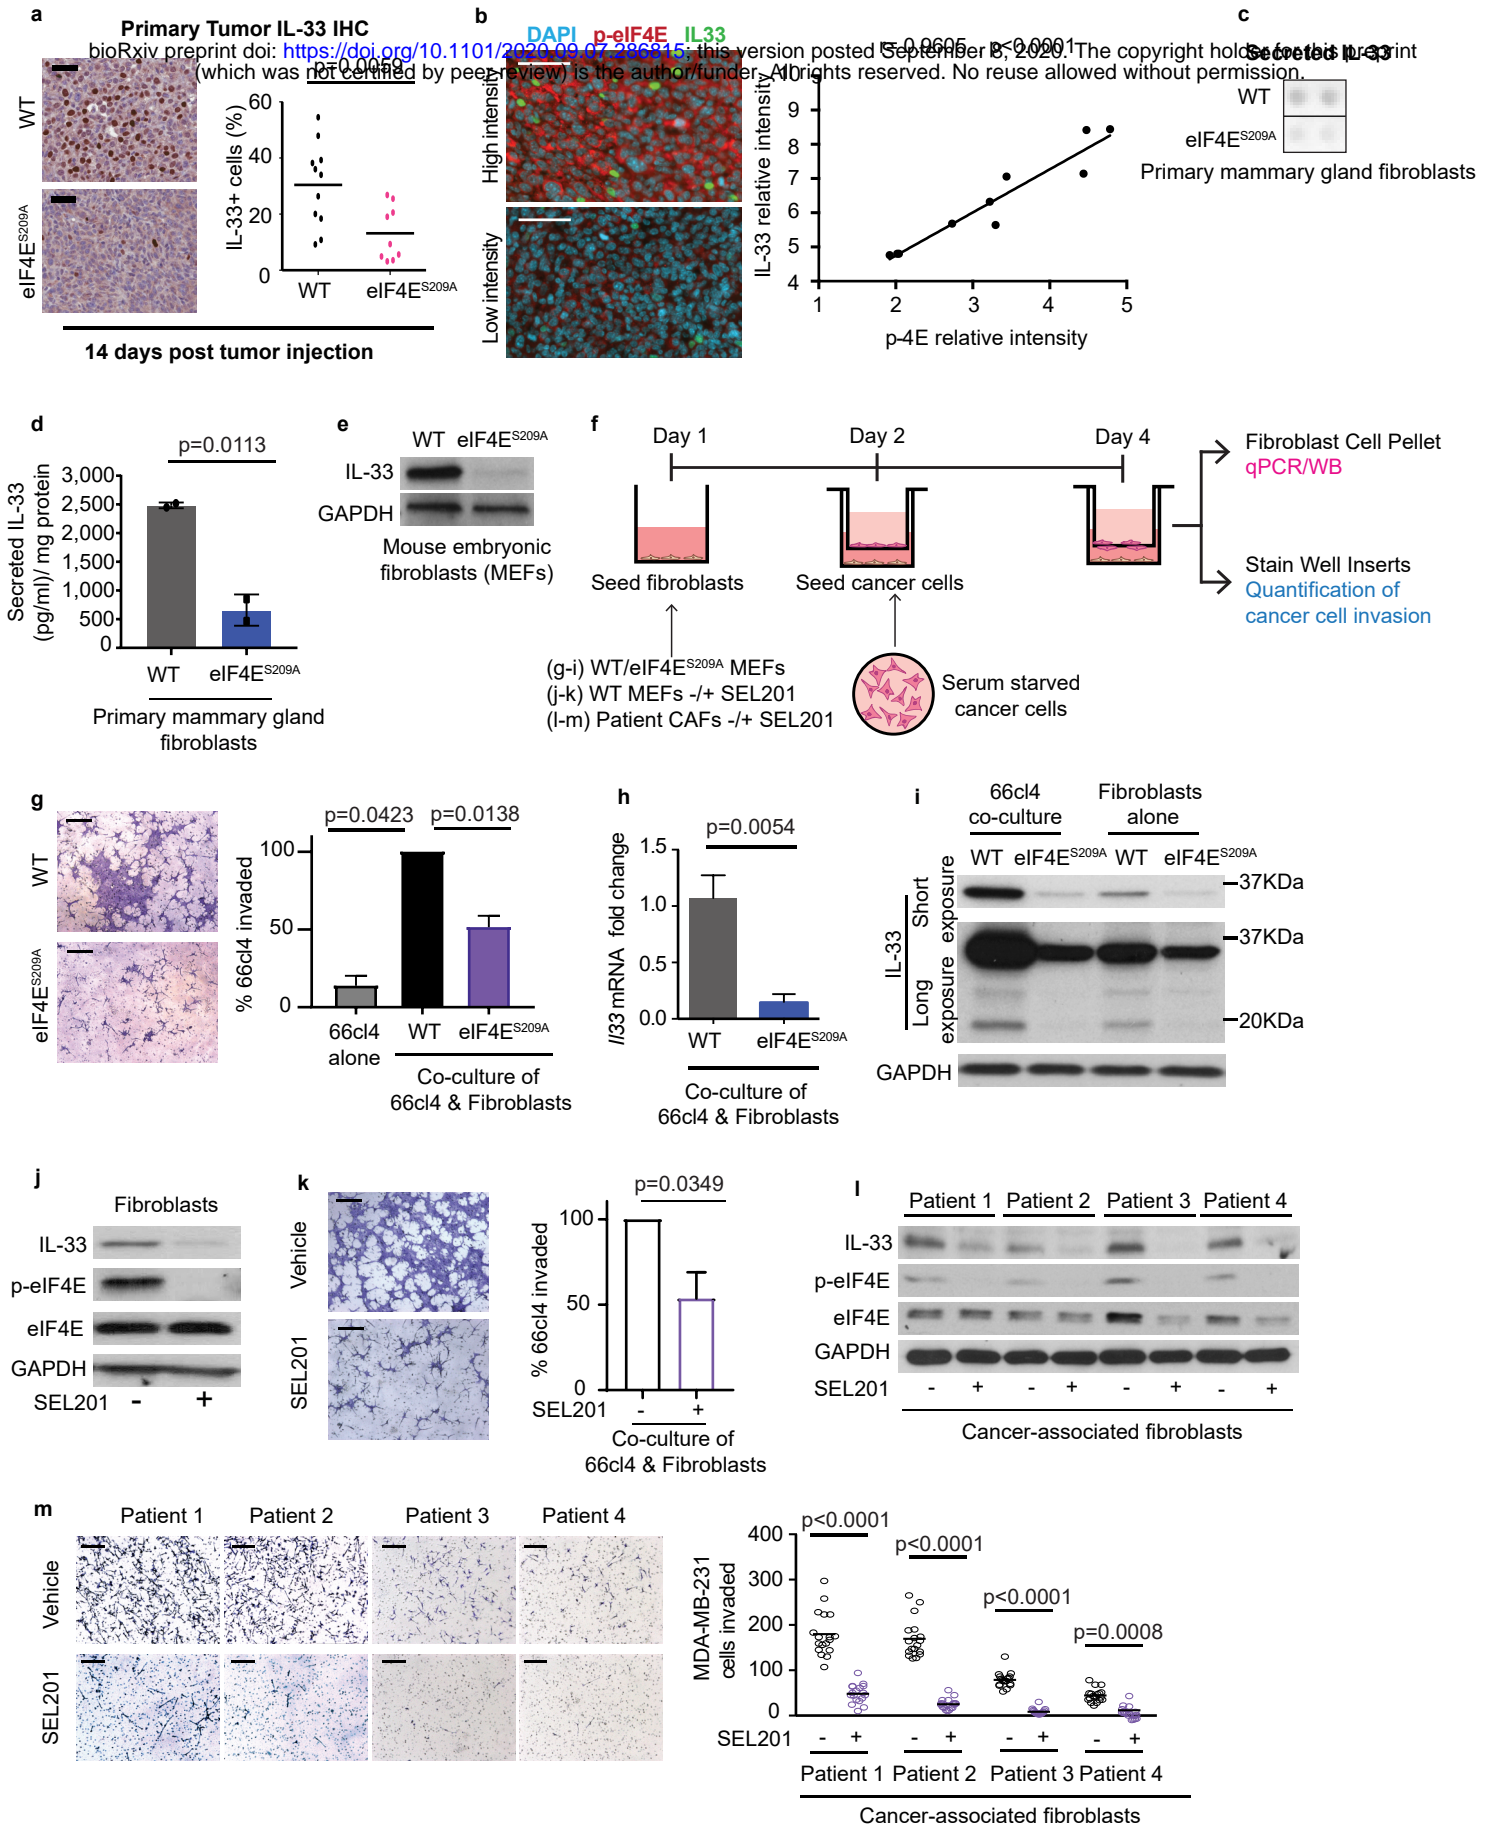 a
Primary Tumor IL-33 IHC
bioRxiv preprint doi: https://doi.org/10.1101/2020.09.07.286815; this version posted September 8, 2020. The copyright holder for this preprint
(which was not certified by peer review) is the author/funder. All rights reserved. No reuse allowed without permission.
p=0.0059
WT
eIF4ES209A
IL-33+ cells (%)
60
40
20
0
WT
eIF4ES209A
14 days post tumor injection
b
DAPI p-eIF4E IL33
High intensity
Low intensity
r=0.9605 p<0.0001
IL-33 relative intensity
10
9
8
7
6
5
4
1
2
3
4
5
p-4E relative intensity
c
Secreted IL-33
WT
eIF4ES209A
Primary mammary gland fibroblasts
d
p=0.0113
Secreted IL-33
(pg/ml)/ mg protein
3,000
2,500
2,000
1,500
1,000
500
0
WT
eIF4ES209A
Primary mammary gland
fibroblasts
e
WT eIF4ES209A
IL-33
GAPDH
Mouse embryonic
fibroblasts (MEFs)
f
Day 1
Day 2
Day 4
Seed fibroblasts
Seed cancer cells
(g-i) WT/eIF4ES209A MEFs
(j-k) WT MEFs -/+ SEL201
(l-m) Patient CAFs -/+ SEL201
Serum starved
cancer cells
Fibroblast Cell Pellet
qPCR/WB
Stain Well Inserts
Quantification of
cancer cell invasion
g
WT
eIF4ES209A
p=0.0423
p=0.0138
% 66cl4 invaded
100
50
0
66cl4
alone
WT
eIF4ES209A
Co-culture of
66cl4 & Fibroblasts
h
p=0.0054
Il33 mRNA fold change
1.5
1.0
0.5
0.0
WT
eIF4ES209A
Co-culture of
66cl4 & Fibroblasts
i
66cl4
co-culture
Fibroblasts
alone
WT eIF4ES209A WT eIF4ES209A
IL-33
Short
exposure
Long
exposure
37KDa
37KDa
20KDa
GAPDH
j
Fibroblasts
IL-33
p-eIF4E
eIF4E
GAPDH
SEL201 - +
k
Vehicle
SEL201
p=0.0349
% 66cl4 invaded
100
50
0
SEL201 - +
Co-culture of
66cl4 & Fibroblasts
l
Patient 1 Patient 2 Patient 3 Patient 4
IL-33
p-eIF4E
eIF4E
GAPDH
SEL201 - + - + - + - +
Cancer-associated fibroblasts
m
Patient 1 Patient 2 Patient 3 Patient 4
Vehicle
SEL201
MDA-MB-231
cells invaded
400
300
200
100
0
p<0.0001
p<0.0001
p<0.0001
p=0.0008
SEL201 - + - + - + - +
Patient 1 Patient 2 Patient 3 Patient 4
Cancer-associated fibroblasts